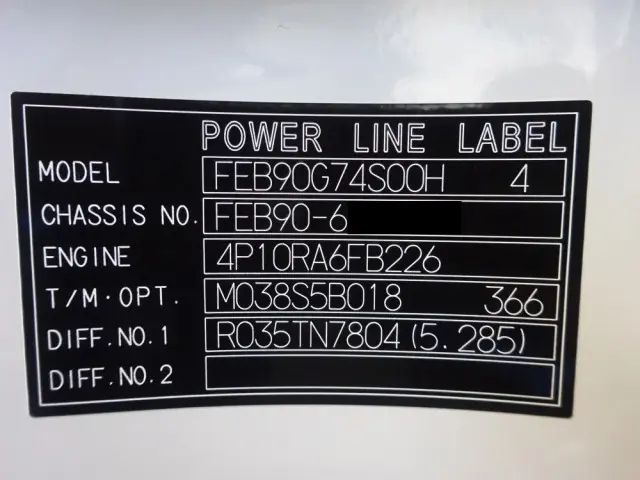 POWER LINE LABEL
MODEL FEB90G74S00H 4
CHASSIS NO. FEB90-6
ENGINE 4P10RA6FB226
T/M·OPT. M038S5B018 366
DIFF.NO.1 R035TN7804(5.285)
DIFF.NO.2